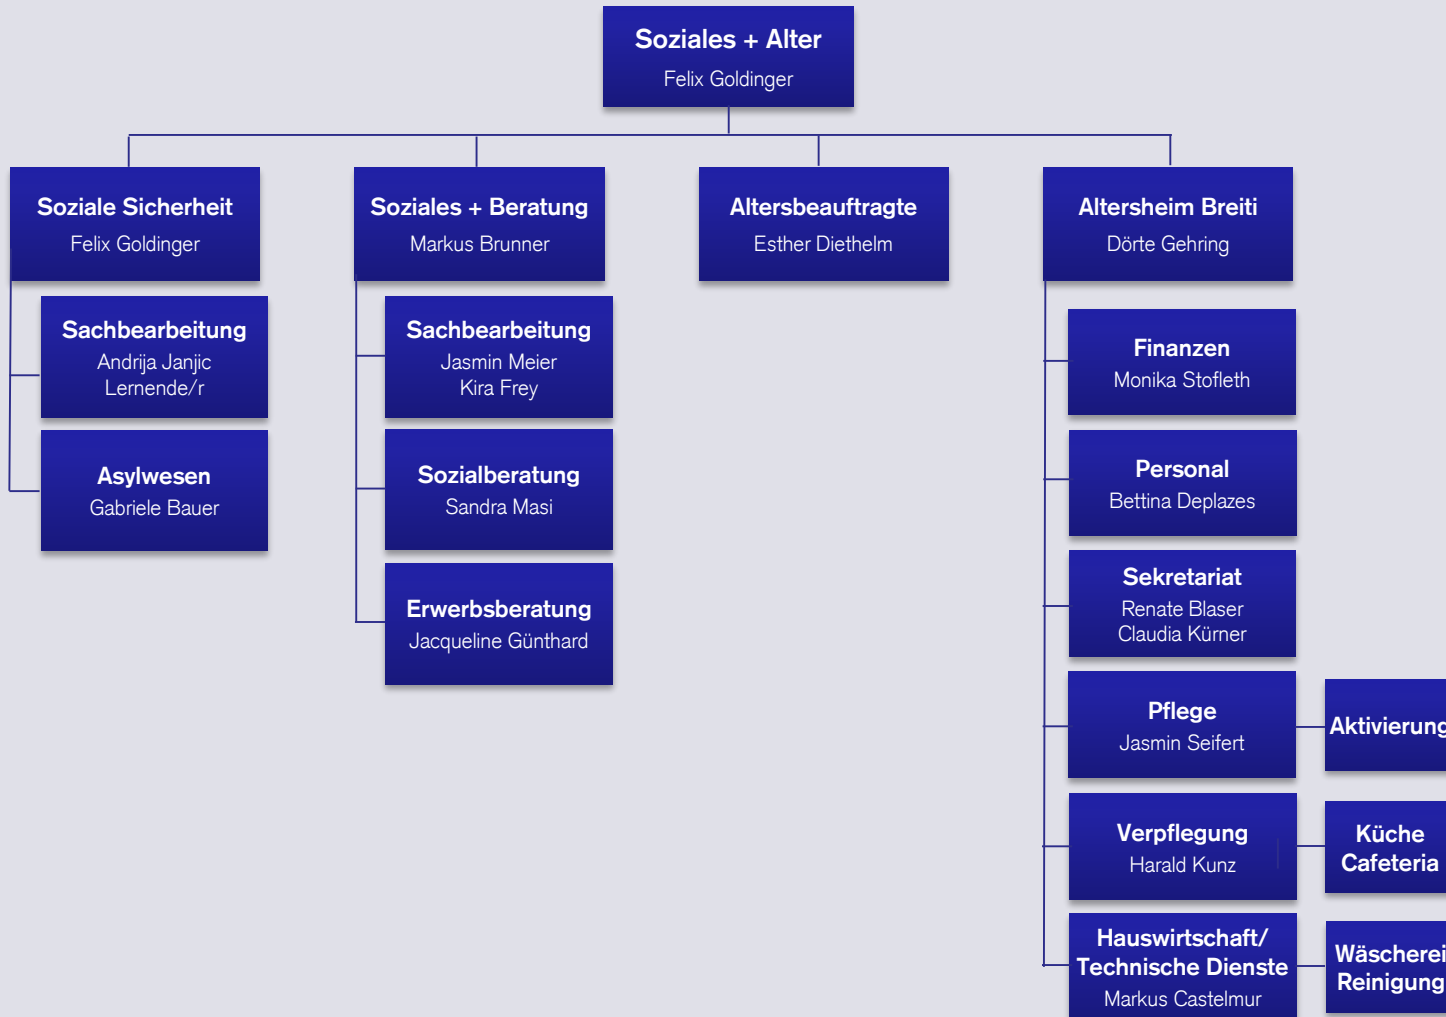 Soziales + Alter
Felix Goldinger
Soziale Sicherheit
Felix Goldinger
Sachbearbeitung
Andrija Janjic
Lernende/r
Asylwesen
Gabriele Bauer
Soziales + Beratung
Markus Brunner
Sachbearbeitung
Jasmin Meier
Kira Frey
Sozialberatung
Sandra Masi
Erwerbsberatung
Jacqueline Günthard
Altersbeauftragte
Esther Diethelm
Altersheim Breiti
Dörte Gehring
Finanzen
Monika Stofleth
Personal
Bettina Deplazes
Sekretariat
Renate Blaser
Claudia Kürner
Pflege
Jasmin Seifert
Aktivierung
Verpflegung
Harald Kunz
Küche
Cafeteria
Hauswirtschaft/
Technische Dienste
Markus Castelmur
Wäscherei
Reinigung